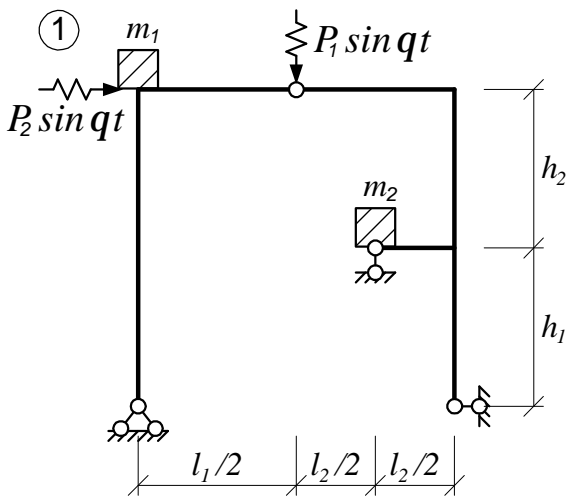 1
m₁
P₁ sin qt
P₂ sin qt
h₂
m₂
h₁
l₁/2
l₂/2
l₂/2